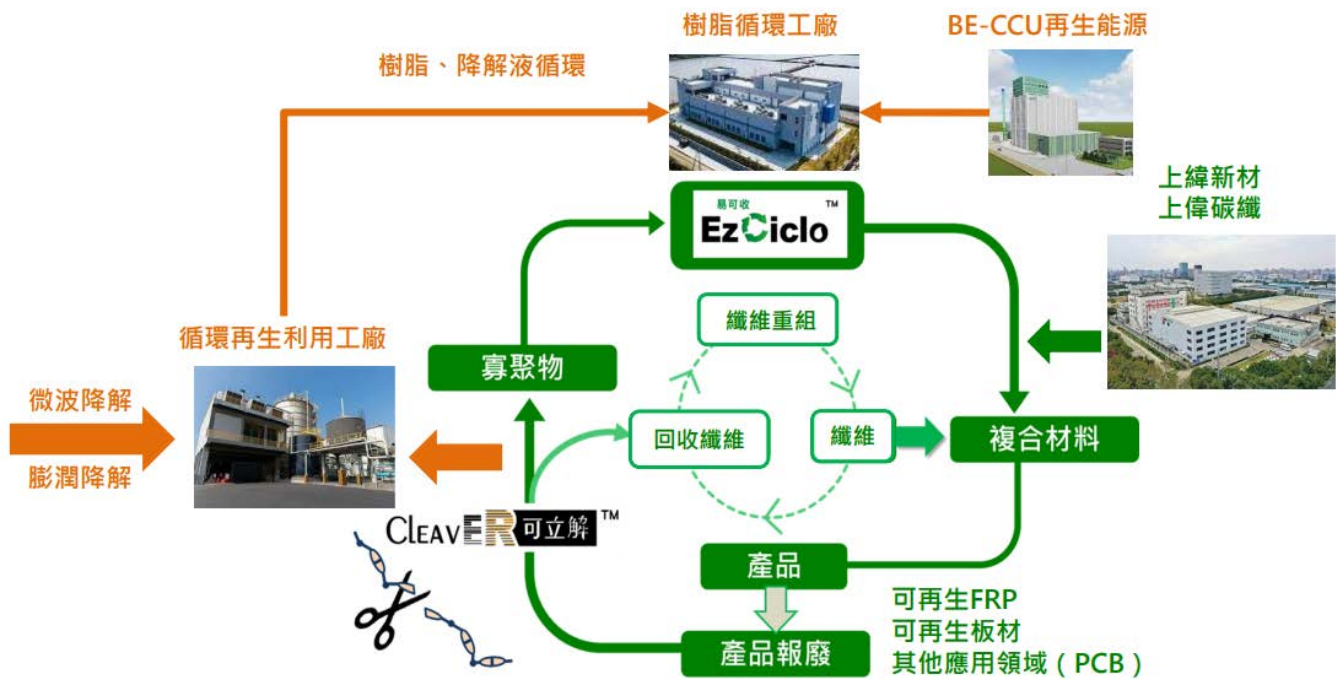 樹脂循環工廠
BE-CCU再生能源
樹脂、降解液循環
上緯新材
上偉碳纖
易可收
EzCiclo™
纖維重組
循環再生利用工廠
寡聚物
微波降解
膨潤降解
回收纖維
纖維
複合材料
CLEAVER可立解™
產品
產品報廢
可再生FRP
可再生板材
其他應用領域（PCB）